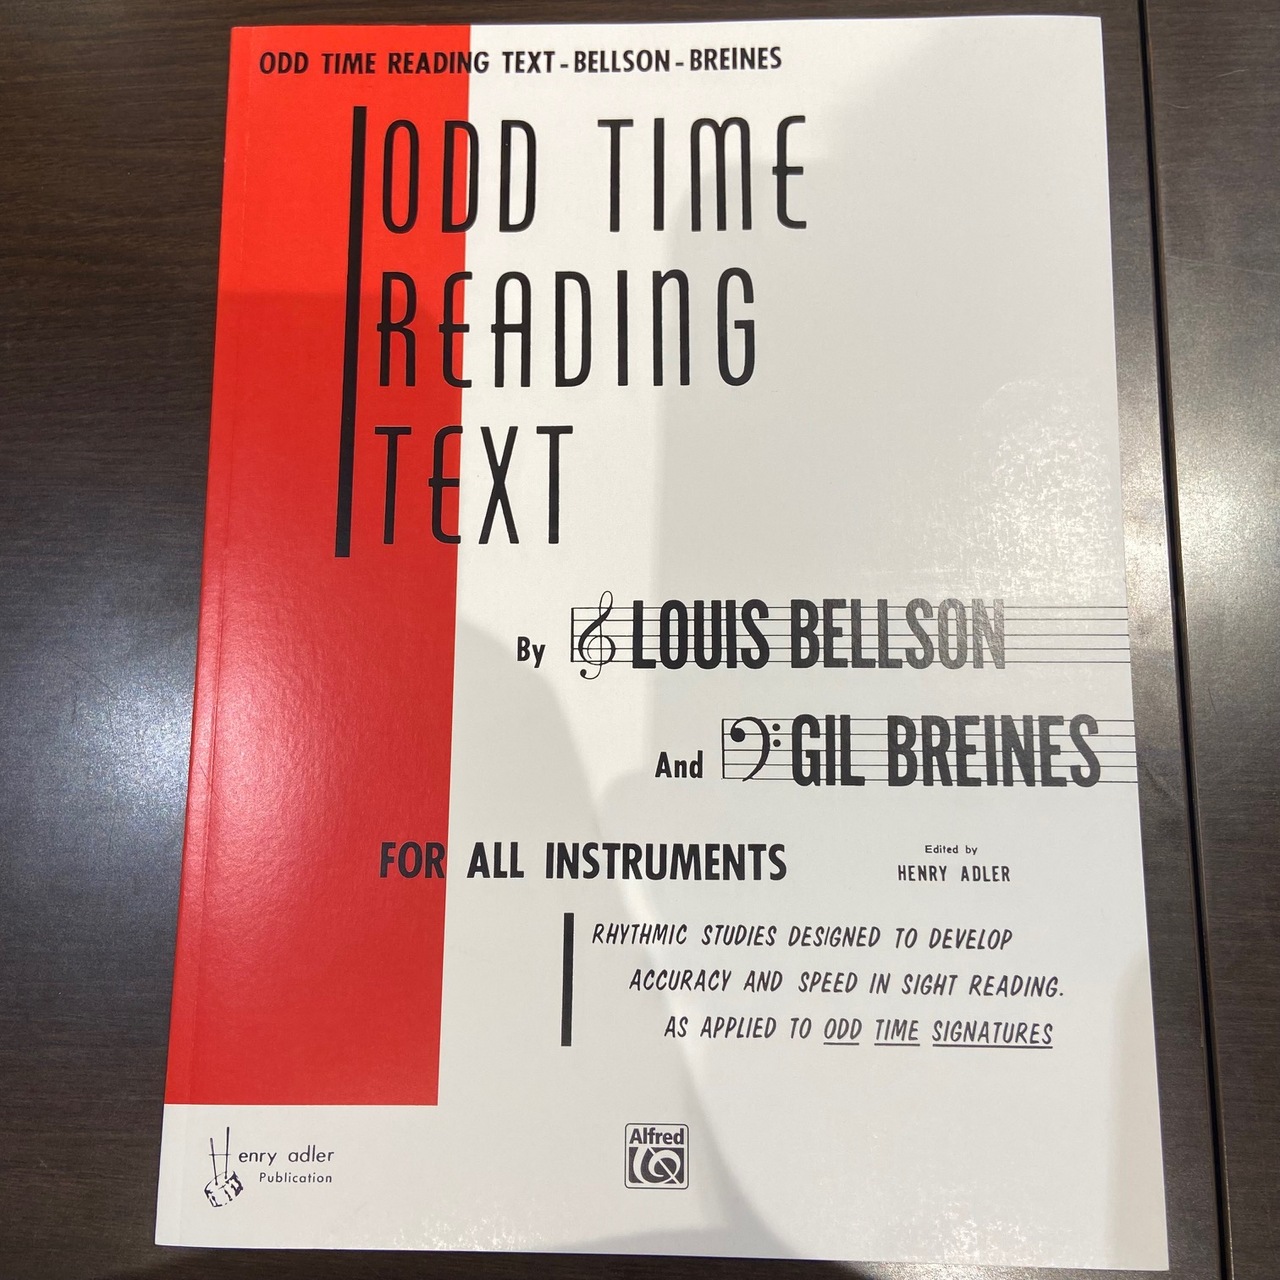 ODD TIME READING TEXT-BELLSON-BREINES
ODD TIME
READING
TEXT
By LOUIS BELLSON
And GIL BREINES
FOR ALL INSTRUMENTS
Edited by
HENRY ADLER
RHYTHMIC STUDIES DESIGNED TO DEVELOP
ACCURACY AND SPEED IN SIGHT READING.
AS APPLIED TO ODD TIME SIGNATURES
Henry adler
Publication
Alfred